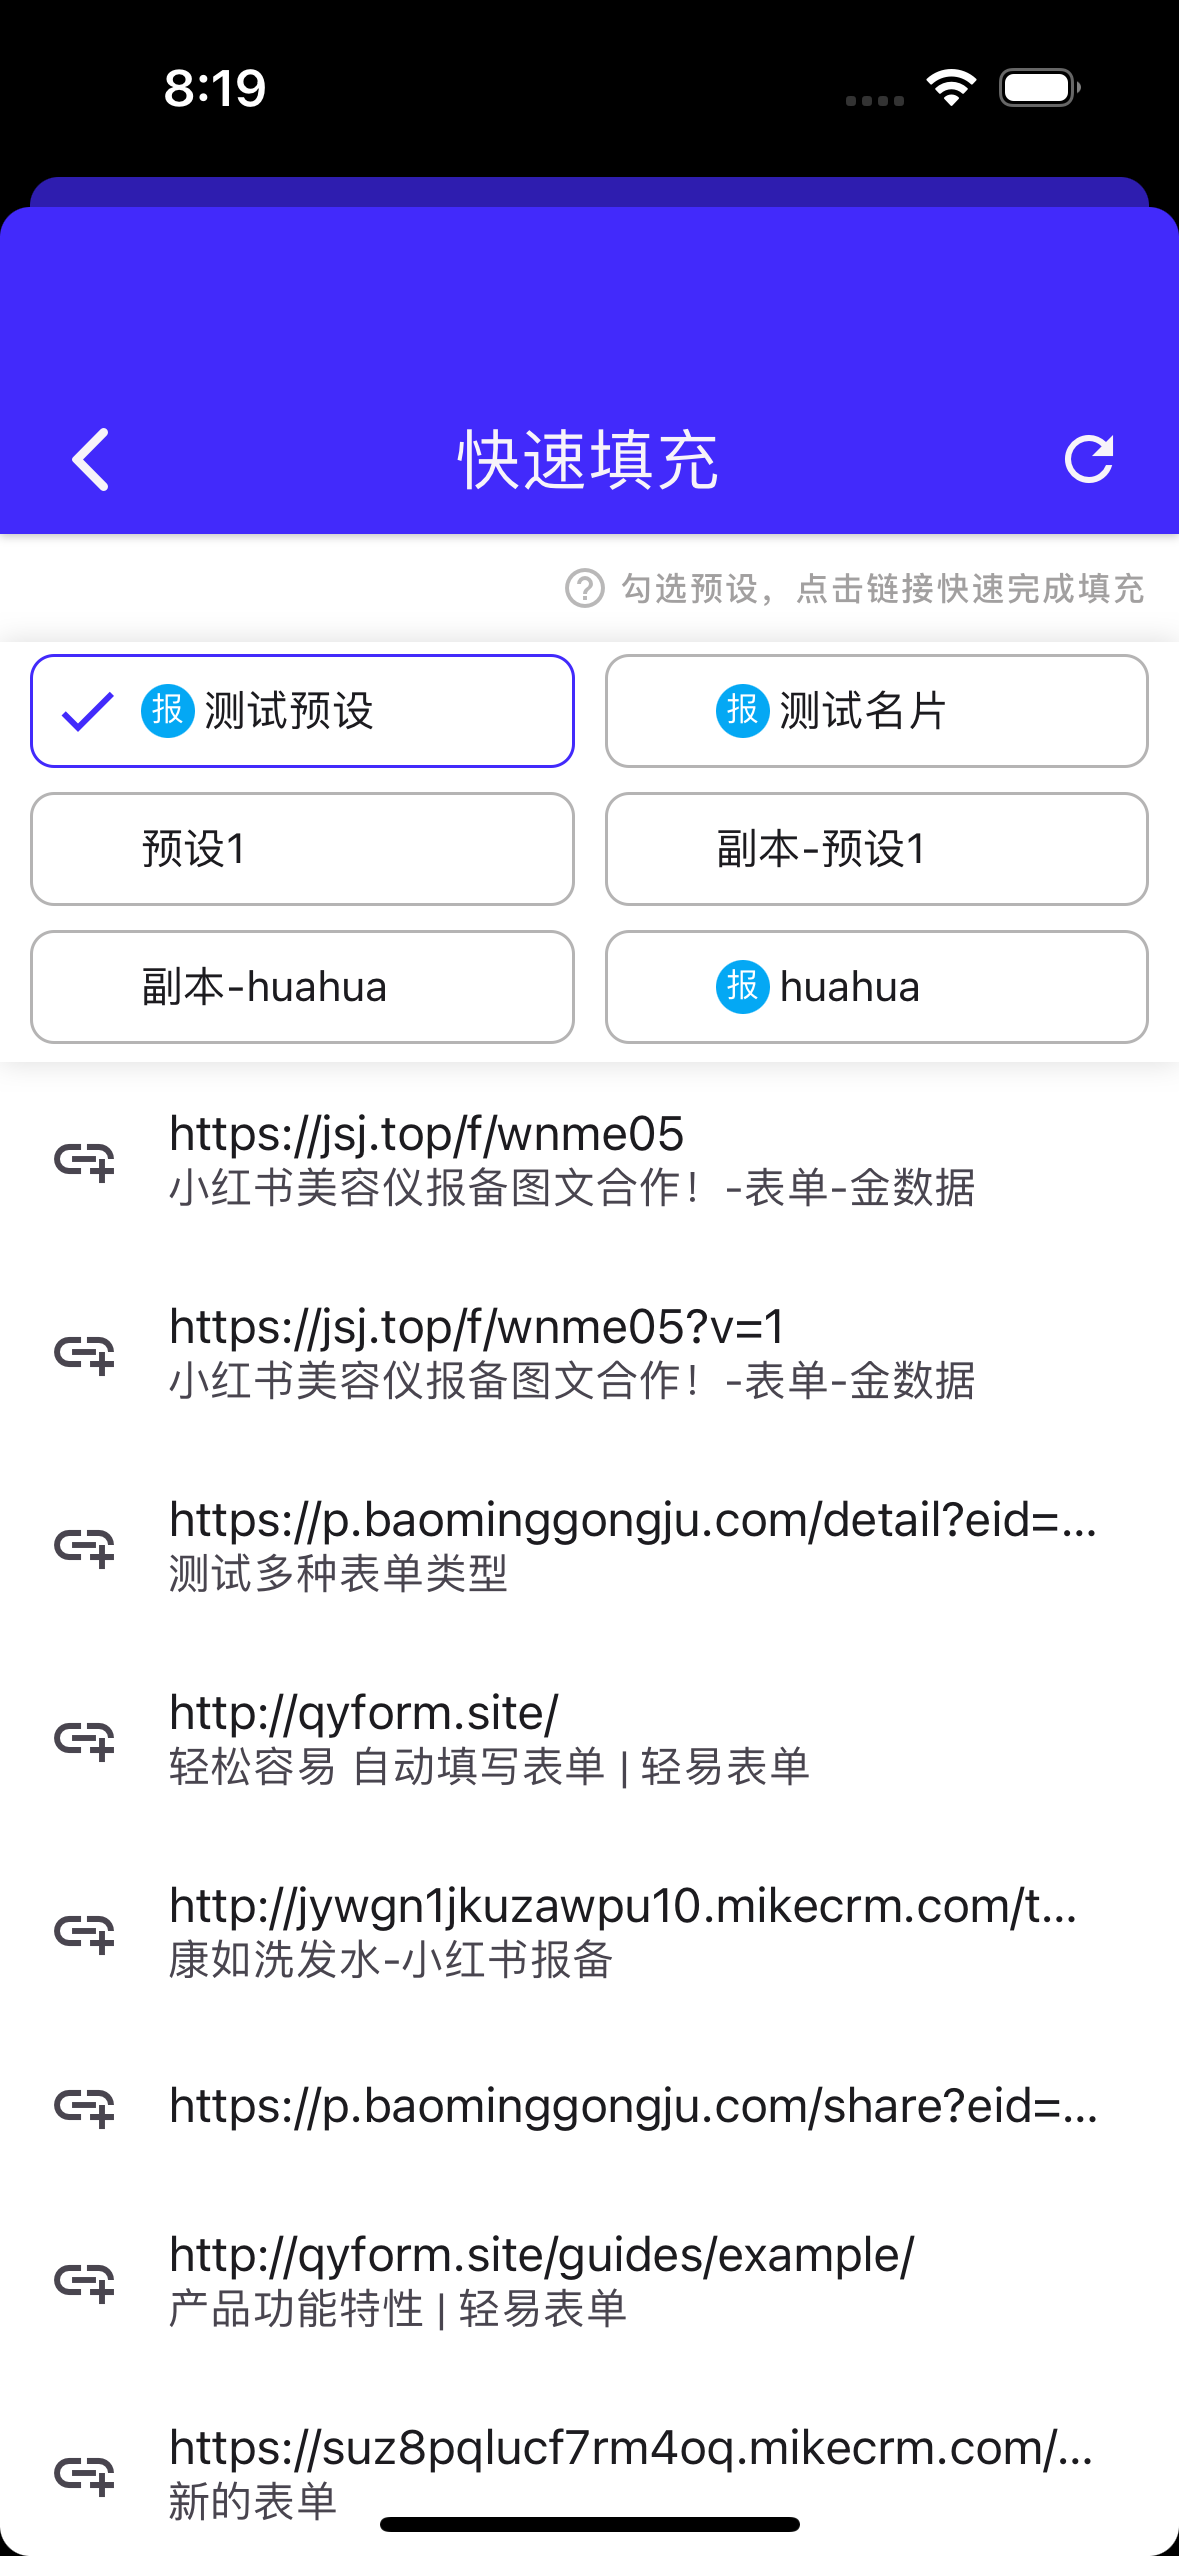 8:19
快速填充
勾选预设，点击链接快速完成填充
报 测试预设
报 测试名片
预设1
副本-预设1
副本-huahua
报 huahua
https://jsj.top/f/wnme05
小红书美容仪报备图文合作！-表单-金数据
https://jsj.top/f/wnme05?v=1
小红书美容仪报备图文合作！-表单-金数据
https://p.baominggongju.com/detail?eid=...
测试多种表单类型
http://qyform.site/
轻松容易 自动填写表单 | 轻易表单
http://jywgn1jkuzawpu10.mikecrm.com/t...
康如洗发水-小红书报备
https://p.baominggongju.com/share?eid=...
http://qyform.site/guides/example/
产品功能特性 | 轻易表单
https://suz8pqlucf7rm4oq.mikecrm.com/...
新的表单